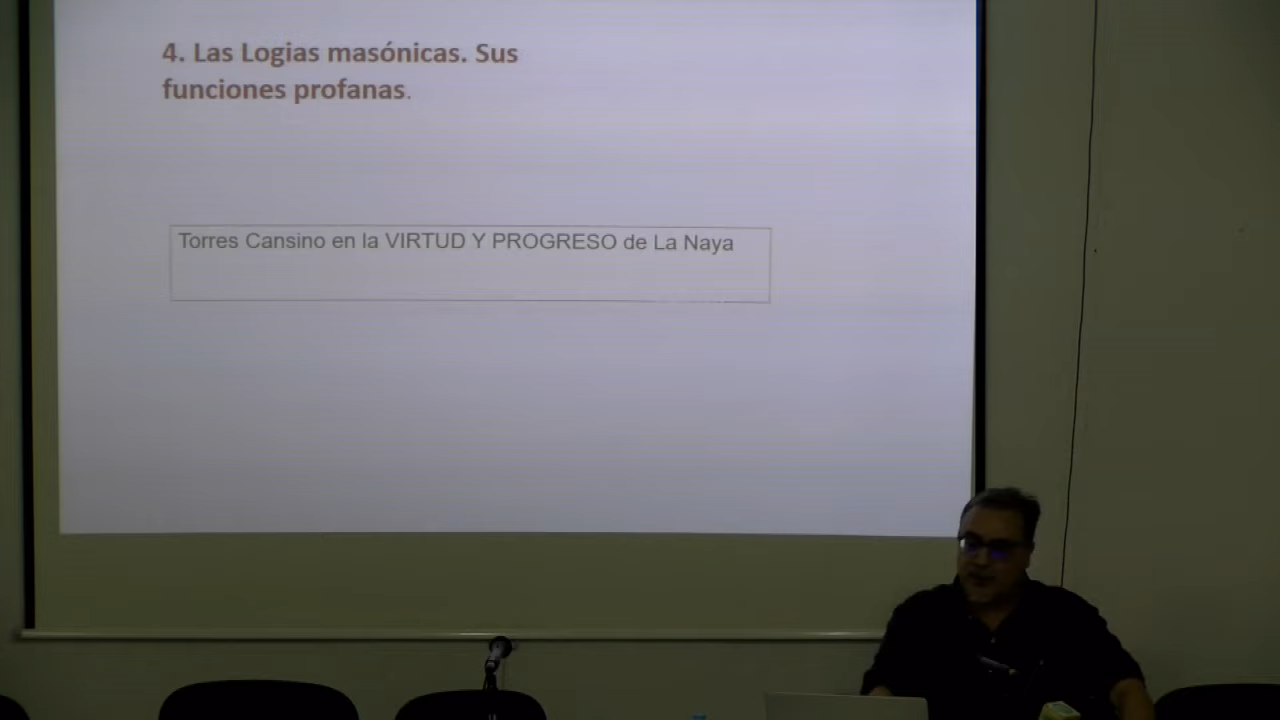 4. Las Logias masónicas. Sus
funciones profanas.
Torres Cansino en la VIRTUD Y PROGRESO de La Naya